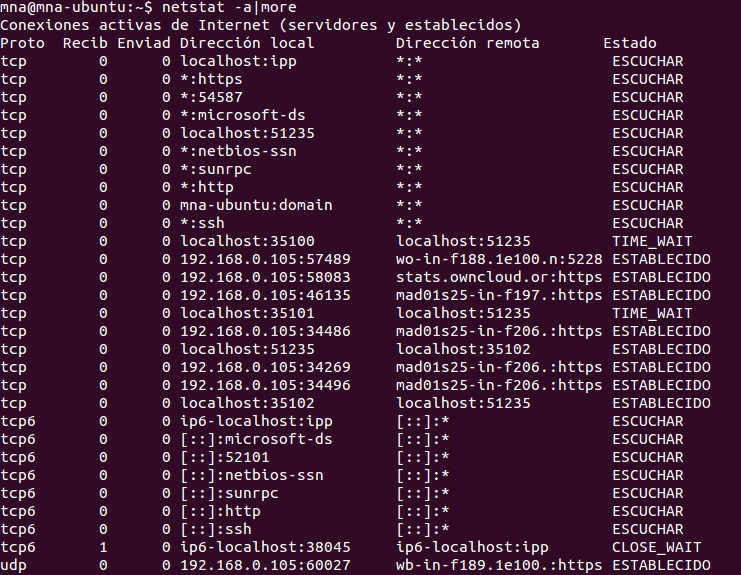 mna@mna-ubuntu:~$ netstat -a|more
Conexiones activas de Internet (servidores y establecidos)
Proto  Recib Enviad Dirección local         Dirección remota       Estado
tcp        0      0 localhost:ipp           *:*                     ESCUCHAR
tcp        0      0 *:https                 *:*                     ESCUCHAR
tcp        0      0 *:54587                 *:*                     ESCUCHAR
tcp        0      0 *:microsoft-ds          *:*                     ESCUCHAR
tcp        0      0 localhost:51235         *:*                     ESCUCHAR
tcp        0      0 *:netbios-ssn           *:*                     ESCUCHAR
tcp        0      0 *:sunrpc                *:*                     ESCUCHAR
tcp        0      0 *:http                  *:*                     ESCUCHAR
tcp        0      0 mna-ubuntu:domain       *:*                     ESCUCHAR
tcp        0      0 *:ssh                   *:*                     ESCUCHAR
tcp        0      0 localhost:35100         localhost:51235         TIME_WAIT
tcp        0      0 192.168.0.105:57489     wo-in-f188.1e100.n:5228 ESTABLECIDO
tcp        0      0 192.168.0.105:58083     stats.owncloud.or:https ESTABLECIDO
tcp        0      0 192.168.0.105:46135     mad01s25-in-f197.:https ESTABLECIDO
tcp        0      0 localhost:35101         localhost:51235         TIME_WAIT
tcp        0      0 192.168.0.105:34486     mad01s25-in-f206.:https ESTABLECIDO
tcp        0      0 localhost:51235         localhost:35102         ESTABLECIDO
tcp        0      0 192.168.0.105:34269     mad01s25-in-f206.:https ESTABLECIDO
tcp        0      0 192.168.0.105:34496     mad01s25-in-f206.:https ESTABLECIDO
tcp        0      0 localhost:35102         localhost:51235         ESTABLECIDO
tcp6       0      0 ip6-localhost:ipp       [::]:*                  ESCUCHAR
tcp6       0      0 [::]:microsoft-ds       [::]:*                  ESCUCHAR
tcp6       0      0 [::]:52101              [::]:*                  ESCUCHAR
tcp6       0      0 [::]:netbios-ssn        [::]:*                  ESCUCHAR
tcp6       0      0 [::]:sunrpc             [::]:*                  ESCUCHAR
tcp6       0      0 [::]:http               [::]:*                  ESCUCHAR
tcp6       0      0 [::]:ssh                [::]:*                  ESCUCHAR
tcp6       1      0 ip6-localhost:38045     ip6-localhost:ipp       CLOSE_WAIT
udp        0      0 192.168.0.105:60027     wb-in-f189.1e100.:https ESTABLECIDO